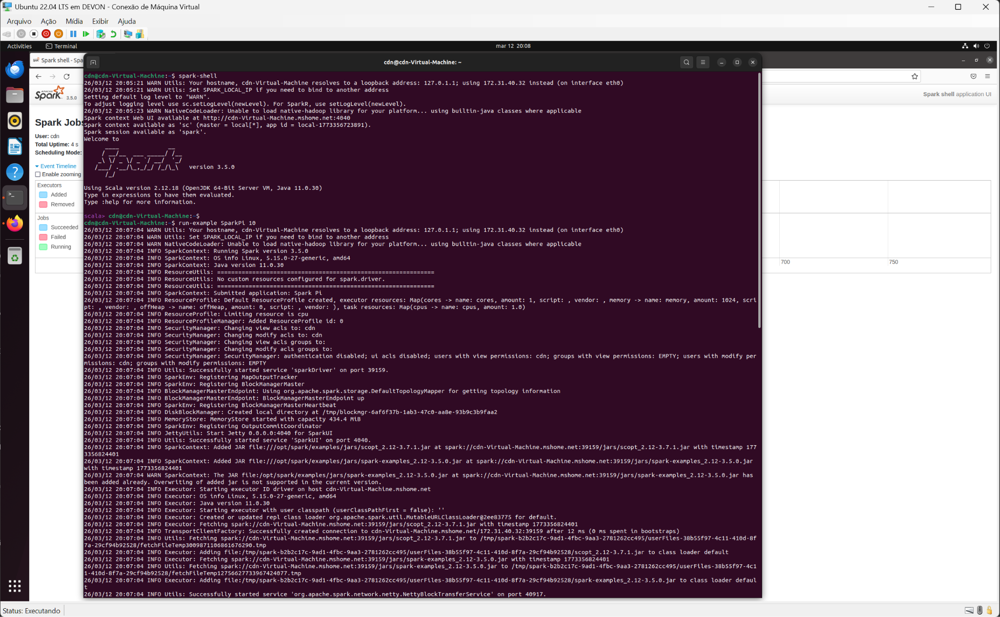 Ubuntu 22.04 LTS em DEVON - Conexão de Máquina Virtual
Arquivo Ação Mídia Exibir Ajuda
Activities Terminal mar 12 20:08
Spark shell - Spa
cdn@cdn-Virtual-Machine: ~
APACHE Spark 3.5.0
Spark shell application UI
Spark Jobs
User: cdn
Total Uptime: 4 s
Scheduling Mode:
Event Timeline
Enable zooming
Executors
Added
Removed
Jobs
Succeeded
Failed
Running
700 750
cdn@cdn-Virtual-Machine:~$ spark-shell
26/03/12 20:05:21 WARN Utils: Your hostname, cdn-Virtual-Machine resolves to a loopback address: 127.0.1.1; using 172.31.40.32 instead (on interface eth0)
26/03/12 20:05:21 WARN Utils: Set SPARK_LOCAL_IP if you need to bind to another address
Setting default log level to "WARN".
To adjust logging level use sc.setLogLevel(newLevel). For SparkR, use setLogLevel(newLevel).
26/03/12 20:05:23 WARN NativeCodeLoader: Unable to load native-hadoop library for your platform... using builtin-java classes where applicable
Spark context Web UI available at http://cdn-Virtual-Machine.mshome.net:4040
Spark context available as 'sc' (master = local[*], app id = local-1773356723891).
Spark session available as 'spark'.
Welcome to
      ____              __
     / __/__  ___ _____/ /__
    _\ \/ _ \/ _ `/ __/  '_/
   /___/ .__/\_,_/_/ /_/\_\   version 3.5.0
      /_/
Using Scala version 2.12.18 (OpenJDK 64-Bit Server VM, Java 11.0.30)
Type in expressions to have them evaluated.
Type :help for more information.
scala> cdn@cdn-Virtual-Machine:~$
cdn@cdn-Virtual-Machine:~$ run-example SparkPi 10
26/03/12 20:07:04 WARN Utils: Your hostname, cdn-Virtual-Machine resolves to a loopback address: 127.0.1.1; using 172.31.40.32 instead (on interface eth0)
26/03/12 20:07:04 WARN Utils: Set SPARK_LOCAL_IP if you need to bind to another address
26/03/12 20:07:04 WARN NativeCodeLoader: Unable to load native-hadoop library for your platform... using builtin-java classes where applicable
26/03/12 20:07:04 INFO SparkContext: Running Spark version 3.5.0
26/03/12 20:07:04 INFO SparkContext: OS info Linux, 5.15.0-27-generic, amd64
26/03/12 20:07:04 INFO SparkContext: Java version 11.0.30
26/03/12 20:07:04 INFO ResourceUtils: ==============================================================
26/03/12 20:07:04 INFO ResourceUtils: No custom resources configured for spark.driver.
26/03/12 20:07:04 INFO ResourceUtils: ==============================================================
26/03/12 20:07:04 INFO SparkContext: Submitted application: Spark Pi
26/03/12 20:07:04 INFO ResourceProfile: Default ResourceProfile created, executor resources: Map(cores -> name: cores, amount: 1, script: , vendor: , memory -> name: memory, amount: 1024, scri
pt: , vendor: , offHeap -> name: offHeap, amount: 0, script: , vendor: ), task resources: Map(cpus -> name: cpus, amount: 1.0)
26/03/12 20:07:04 INFO ResourceProfile: Limiting resource is cpu
26/03/12 20:07:04 INFO ResourceProfileManager: Added ResourceProfile id: 0
26/03/12 20:07:04 INFO SecurityManager: Changing view acls to: cdn
26/03/12 20:07:04 INFO SecurityManager: Changing modify acls to: cdn
26/03/12 20:07:04 INFO SecurityManager: Changing view acls groups to:
26/03/12 20:07:04 INFO SecurityManager: Changing modify acls groups to:
26/03/12 20:07:04 INFO SecurityManager: SecurityManager: authentication disabled; ui acls disabled; users with view permissions: cdn; groups with view permissions: EMPTY; users with modify per
missions: cdn; groups with modify permissions: EMPTY
26/03/12 20:07:04 INFO Utils: Successfully started service 'sparkDriver' on port 39159.
26/03/12 20:07:04 INFO SparkEnv: Registering MapOutputTracker
26/03/12 20:07:04 INFO SparkEnv: Registering BlockManagerMaster
26/03/12 20:07:04 INFO BlockManagerMasterEndpoint: Using org.apache.spark.storage.DefaultTopologyMapper for getting topology information
26/03/12 20:07:04 INFO BlockManagerMasterEndpoint: BlockManagerMasterEndpoint up
26/03/12 20:07:04 INFO SparkEnv: Registering BlockManagerMasterHeartbeat
26/03/12 20:07:04 INFO DiskBlockManager: Created local directory at /tmp/blockmgr-6af6f37b-1ab3-47c0-aa8e-93b9c3b9faa2
26/03/12 20:07:04 INFO MemoryStore: MemoryStore started with capacity 434.4 MiB
26/03/12 20:07:04 INFO SparkEnv: Registering OutputCommitCoordinator
26/03/12 20:07:04 INFO JettyUtils: Start Jetty 0.0.0.0:4040 for SparkUI
26/03/12 20:07:04 INFO Utils: Successfully started service 'SparkUI' on port 4040.
26/03/12 20:07:04 INFO SparkContext: Added JAR file:///opt/spark/examples/jars/scopt_2.12-3.7.1.jar at spark://cdn-Virtual-Machine.mshome.net:39159/jars/scopt_2.12-3.7.1.jar with timestamp 177
3356824401
26/03/12 20:07:04 INFO SparkContext: Added JAR file:///opt/spark/examples/jars/spark-examples_2.12-3.5.0.jar at spark://cdn-Virtual-Machine.mshome.net:39159/jars/spark-examples_2.12-3.5.0.jar
with timestamp 1773356824401
26/03/12 20:07:04 WARN SparkContext: The JAR file:/opt/spark/examples/jars/spark-examples_2.12-3.5.0.jar at spark://cdn-Virtual-Machine.mshome.net:39159/jars/spark-examples_2.12-3.5.0.jar has
been added already. Overwriting of added jar is not supported in the current version.
26/03/12 20:07:04 INFO Executor: Starting executor ID driver on host cdn-Virtual-Machine.mshome.net
26/03/12 20:07:04 INFO Executor: OS info Linux, 5.15.0-27-generic, amd64
26/03/12 20:07:04 INFO Executor: Java version 11.0.30
26/03/12 20:07:04 INFO Executor: Starting executor with user classpath (userClassPathFirst = false): ''
26/03/12 20:07:04 INFO Executor: Created or updated repl class loader org.apache.spark.util.MutableURLClassLoader@2ee83775 for default.
26/03/12 20:07:04 INFO Executor: Fetching spark://cdn-Virtual-Machine.mshome.net:39159/jars/scopt_2.12-3.7.1.jar with timestamp 1773356824401
26/03/12 20:07:04 INFO TransportClientFactory: Successfully created connection to cdn-Virtual-Machine.mshome.net/172.31.40.32:39159 after 12 ms (0 ms spent in bootstraps)
26/03/12 20:07:04 INFO Utils: Fetching spark://cdn-Virtual-Machine.mshome.net:39159/jars/scopt_2.12-3.7.1.jar to /tmp/spark-b2b2c17c-9ad1-4fbc-9aa3-2781262cc495/userFiles-38b55f97-4c11-410d-8f
7a-29cf94b92528/fetchFileTemp3009871106861676290.tmp
26/03/12 20:07:04 INFO Executor: Adding file:/tmp/spark-b2b2c17c-9ad1-4fbc-9aa3-2781262cc495/userFiles-38b55f97-4c11-410d-8f7a-29cf94b92528/scopt_2.12-3.7.1.jar to class loader default
26/03/12 20:07:04 INFO Executor: Fetching spark://cdn-Virtual-Machine.mshome.net:39159/jars/spark-examples_2.12-3.5.0.jar with timestamp 1773356824401
26/03/12 20:07:04 INFO Utils: Fetching spark://cdn-Virtual-Machine.mshome.net:39159/jars/spark-examples_2.12-3.5.0.jar to /tmp/spark-b2b2c17c-9ad1-4fbc-9aa3-2781262cc495/userFiles-38b55f97-4c1
1-410d-8f7a-29cf94b92528/fetchFileTemp12756627733967424077.tmp
26/03/12 20:07:04 INFO Executor: Adding file:/tmp/spark-b2b2c17c-9ad1-4fbc-9aa3-2781262cc495/userFiles-38b55f97-4c11-410d-8f7a-29cf94b92528/spark-examples_2.12-3.5.0.jar to class loader defaul
t
26/03/12 20:07:04 INFO Utils: Successfully started service 'org.apache.spark.network.netty.NettyBlockTransferService' on port 40917.
Status: Executando